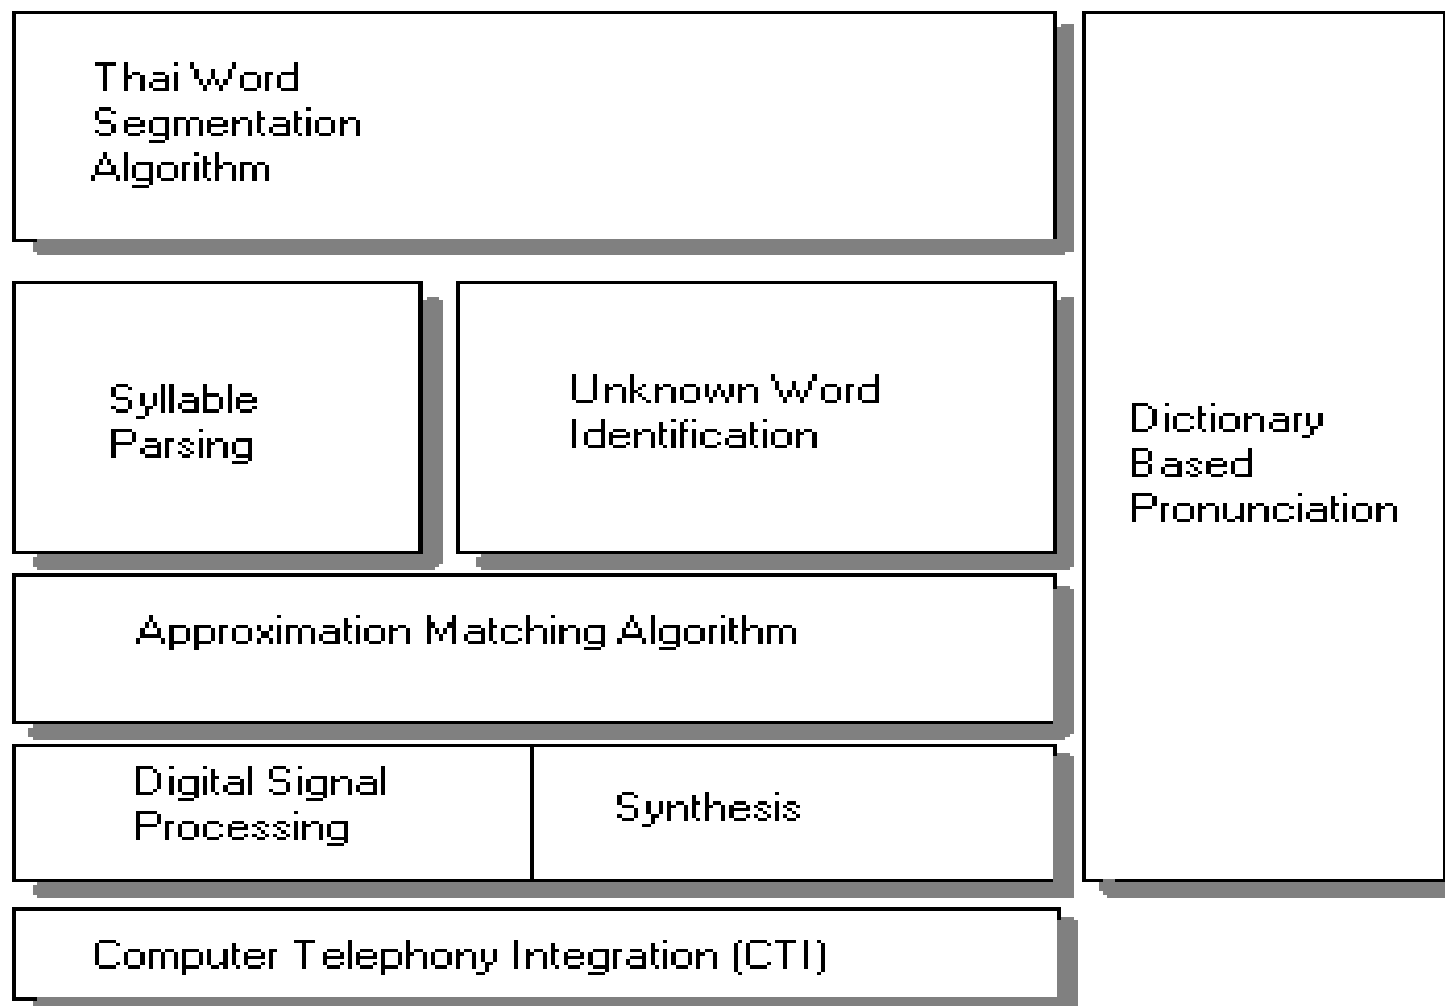 Thai Word
Segmentation
Algorithm
Syllable
Parsing
Unknown Word
Identification
Dictionary
Based
Pronunciation
Approximation Matching Algorithm
Digital Signal
Processing
Synthesis
Computer Telephony Integration (CTI)